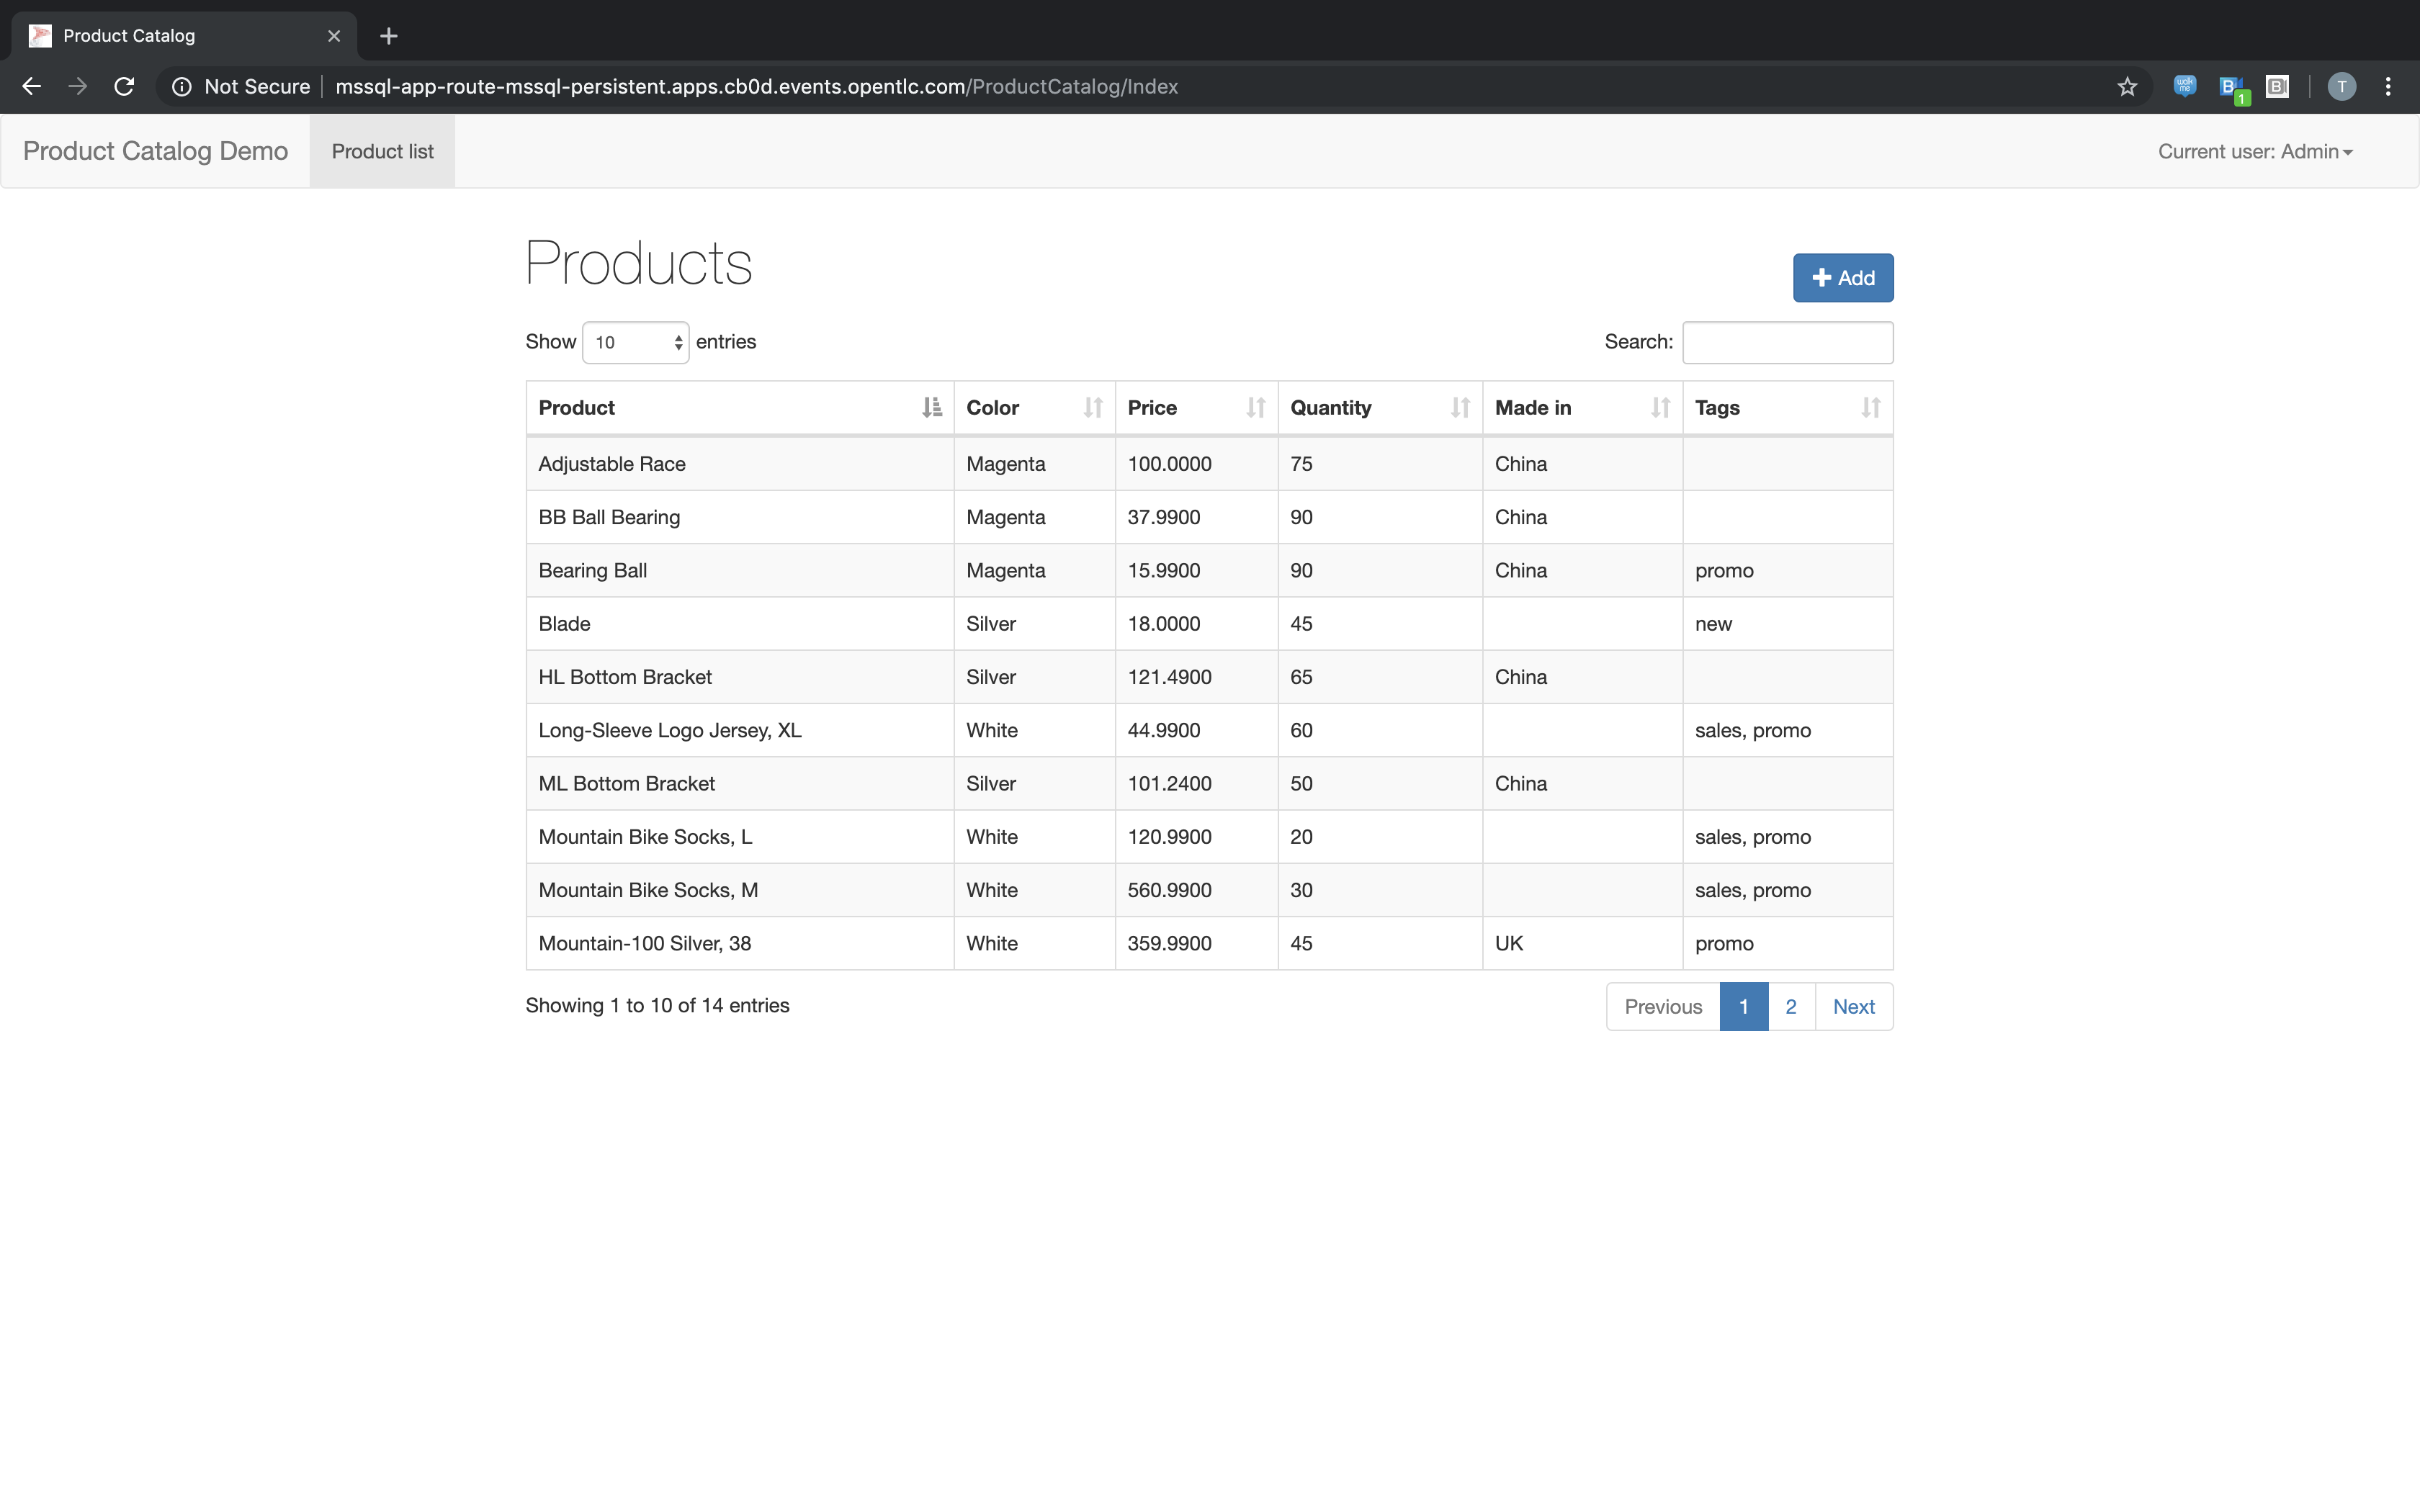 Product Catalog
Not Secure mssql-app-route-mssql-persistent.apps.cb0d.events.opentlc.com/ProductCatalog/Index
B 1 B T
Product Catalog Demo Product list Current user: Admin
Products
Add
Show 10 entries Search:
Product Color Price Quantity Made in Tags
Adjustable Race Magenta 100.0000 75 China
BB Ball Bearing Magenta 37.9900 90 China
Bearing Ball Magenta 15.9900 90 China promo
Blade Silver 18.0000 45 new
HL Bottom Bracket Silver 121.4900 65 China
Long-Sleeve Logo Jersey, XL White 44.9900 60 sales, promo
ML Bottom Bracket Silver 101.2400 50 China
Mountain Bike Socks, L White 120.9900 20 sales, promo
Mountain Bike Socks, M White 560.9900 30 sales, promo
Mountain-100 Silver, 38 White 359.9900 45 UK promo
Showing 1 to 10 of 14 entries Previous 1 2 Next